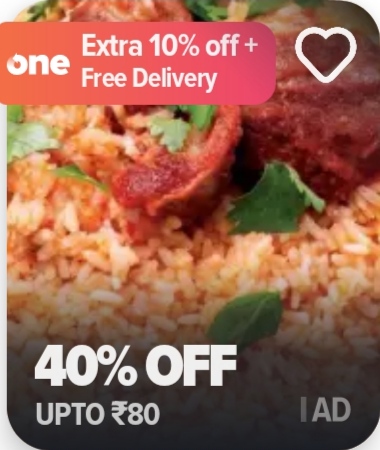 one
Extra 10% off +
Free Delivery
40% OFF
UPTO ₹80
| AD